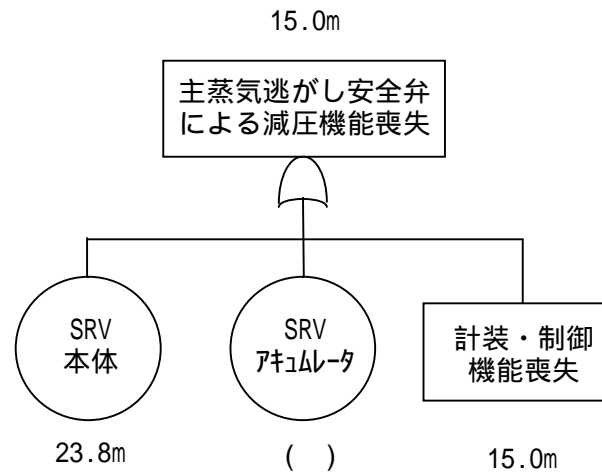 15.0m
主蒸気逃がし安全弁
による減圧機能喪失
SRV
本体
SRV
アキュムレータ
計装・制御
機能喪失
23.8m
( )
15.0m